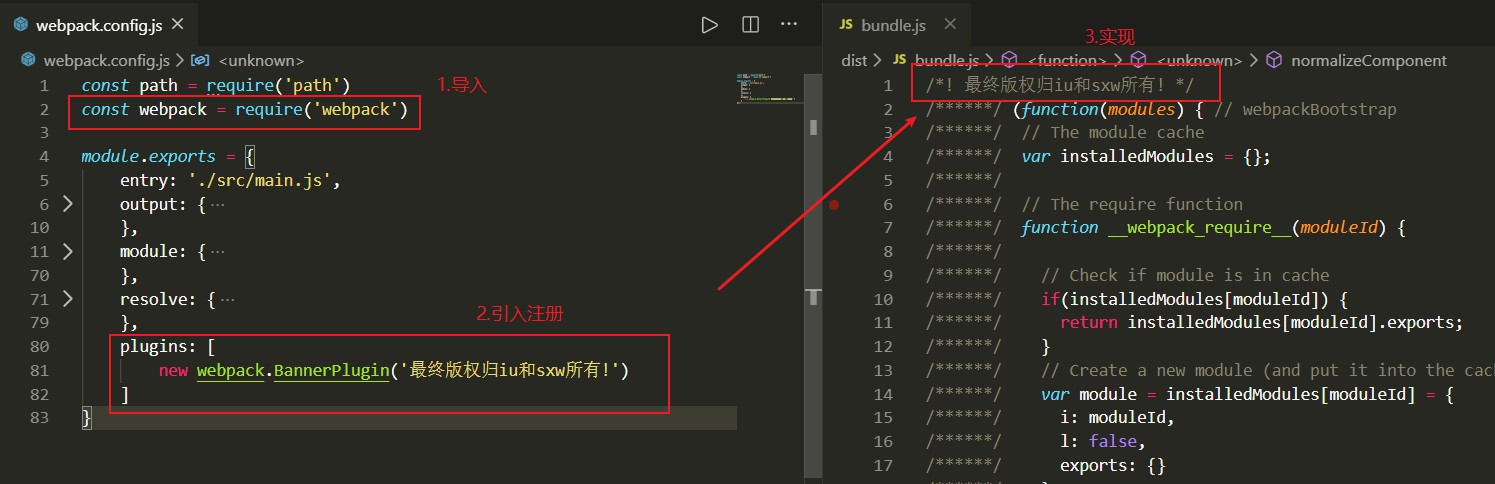 webpack.config.js
webpack.config.js > <unknown>
1 const path = require('path')
1.导入
2 const webpack = require('webpack')
3
4 module.exports = {
5 entry: './src/main.js',
6 output: { ...
10 },
11 module: { ...
70 },
71 resolve: { ...
79 },
2.引入注册
80 plugins: [
81 new webpack.BannerPlugin('最终版权归iu和sxw所有!')
82 ]
83 }
JS bundle.js
3.实现
dist > JS bundle.js > <function> > <unknown> > normalizeComponent
1 /*! 最终版权归iu和sxw所有! */
2 /******/ (function(modules) { // webpackBootstrap
3 /******/ // The module cache
4 /******/ var installedModules = {};
5 /******/
6 /******/ // The require function
7 /******/ function __webpack_require__(moduleId) {
8 /******/
9 /******/ // Check if module is in cache
10 /******/ if(installedModules[moduleId]) {
11 /******/ return installedModules[moduleId].exports;
12 /******/ }
13 /******/ // Create a new module (and put it into the cac
14 /******/ var module = installedModules[moduleId] = {
15 /******/ i: moduleId,
16 /******/ l: false,
17 /******/ exports: {}